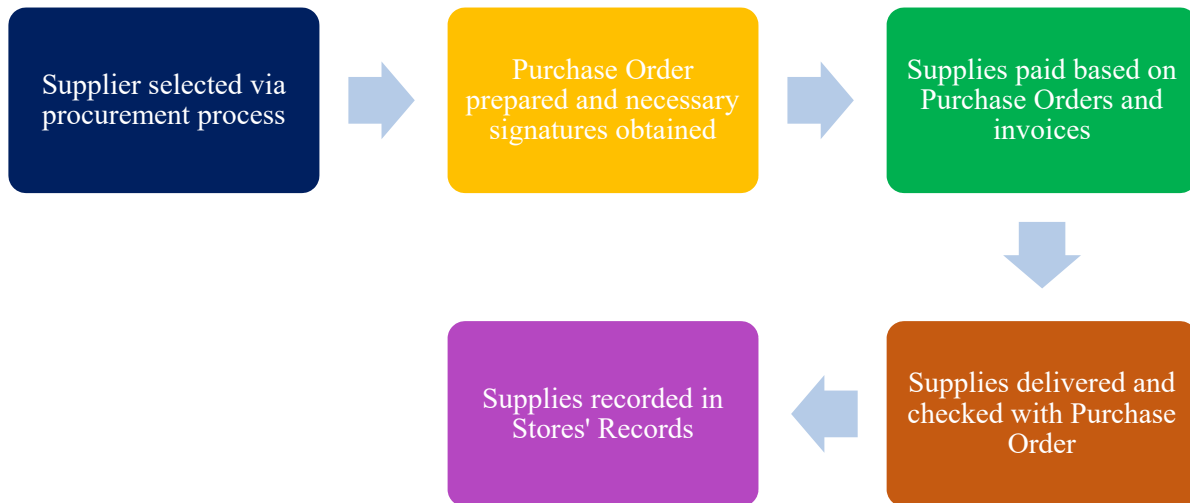 Supplier selected via
procurement process
Purchase Order
prepared and necessary
signatures obtained
Supplies paid based on
Purchase Orders and
invoices
Supplies delivered and
checked with Purchase
Order
Supplies recorded in
Stores' Records